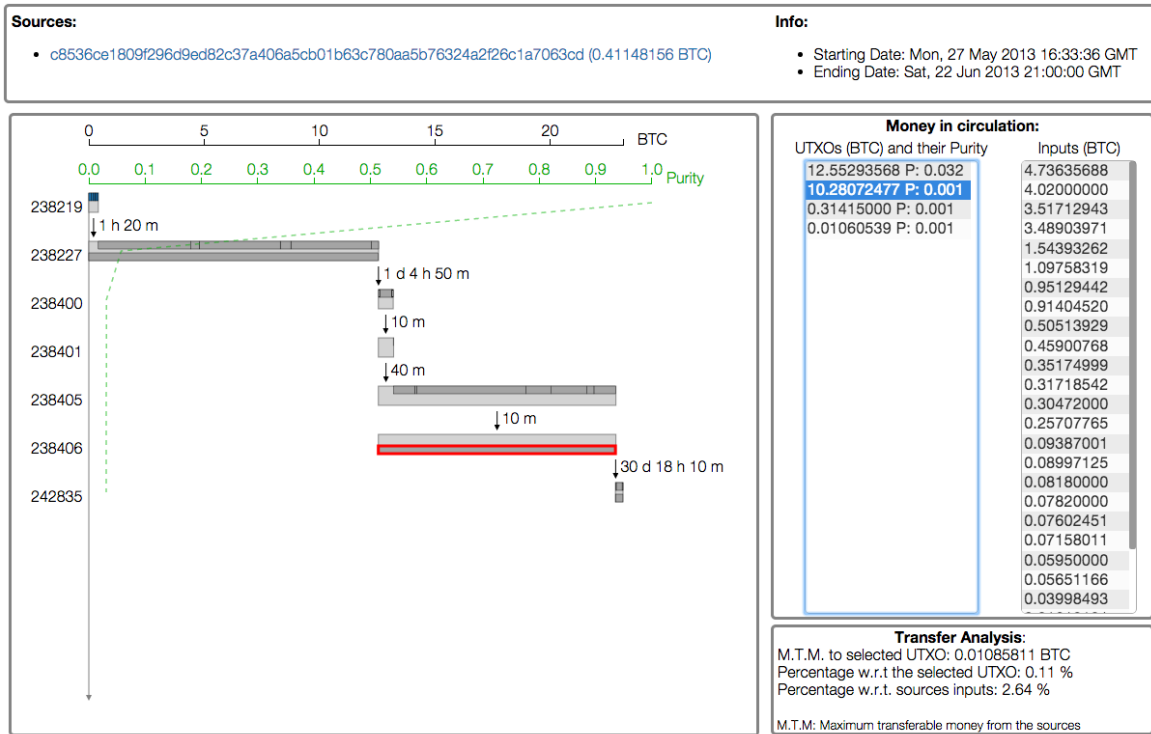 Sources:
• c8536ce1809f296d9ed82c37a406a5cb01b63c780aa5b76324a2f26c1a7063cd (0.41148156 BTC)
Info:
• Starting Date: Mon, 27 May 2013 16:33:36 GMT
• Ending Date: Sat, 22 Jun 2013 21:00:00 GMT
0 5 10 15 20 BTC
0.0 0.1 0.2 0.3 0.4 0.5 0.6 0.7 0.8 0.9 1.0 Purity
238219
1 h 20 m
238227
1 d 4 h 50 m
238400
10 m
238401
40 m
238405
10 m
238406
30 d 18 h 10 m
242835
Money in circulation:
UTXOs (BTC) and their Purity
12.55293568 P: 0.032
10.28072477 P: 0.001
0.31415000 P: 0.001
0.01060539 P: 0.001
Inputs (BTC)
4.73635688
4.02000000
3.51712943
3.48903971
1.54393262
1.09758319
0.95129442
0.91404520
0.50513929
0.45900768
0.35174999
0.31718542
0.30472000
0.25707765
0.09387001
0.08997125
0.08180000
0.07820000
0.07602451
0.07158011
0.05950000
0.05651166
0.03998493
Transfer Analysis:
M.T.M. to selected UTXO: 0.01085811 BTC
Percentage w.r.t the selected UTXO: 0.11 %
Percentage w.r.t. sources inputs: 2.64 %
M.T.M: Maximum transferable money from the sources